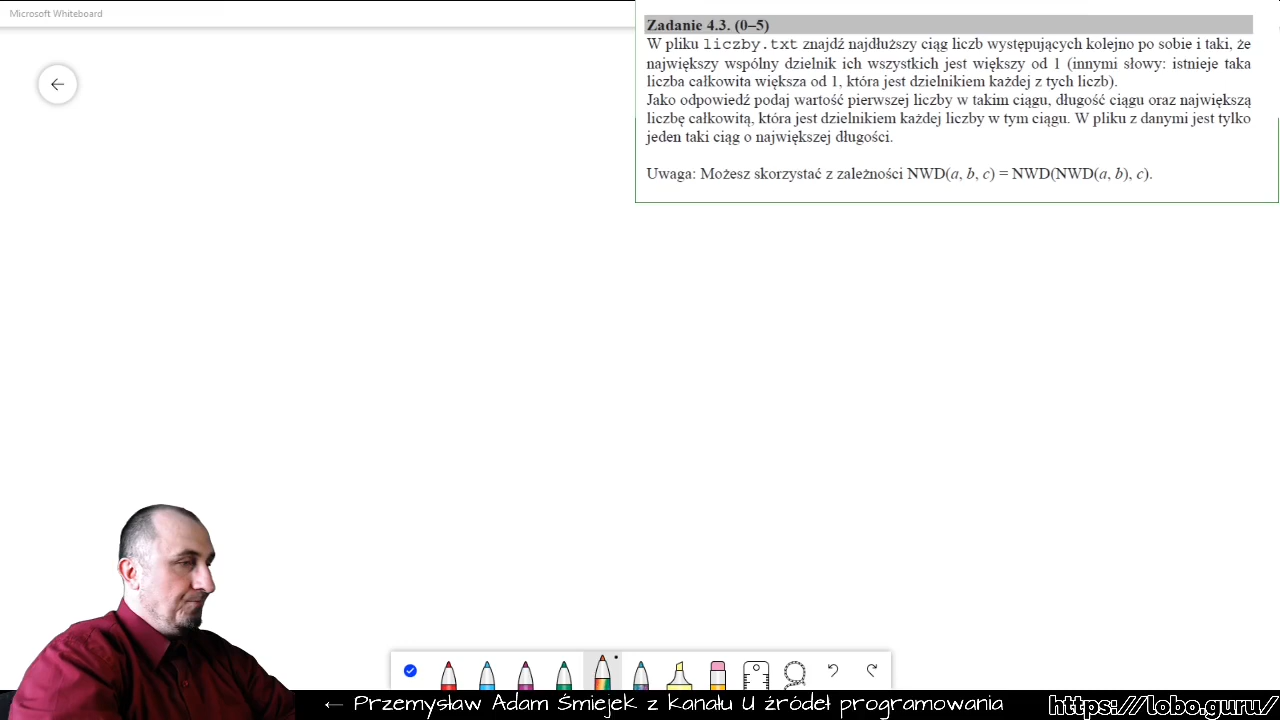 Microsoft Whiteboard
Zadanie 4.3. (0–5)
W pliku liczby.txt znajdź najdłuższy ciąg liczb występujących kolejno po sobie i taki, że
największy wspólny dzielnik ich wszystkich jest większy od 1 (innymi słowy: istnieje taka
liczba całkowita większa od 1, która jest dzielnikiem każdej z tych liczb).
Jako odpowiedź podaj wartość pierwszej liczby w takim ciągu, długość ciągu oraz największą
liczbę całkowitą, która jest dzielnikiem każdej liczby w tym ciągu. W pliku z danymi jest tylko
jeden taki ciąg o największej długości.
Uwaga: Możesz skorzystać z zależności NWD(a, b, c) = NWD(NWD(a, b), c).
← Przemysław Adam Śmiejek z kanału U źródeł programowania
https://lobo.guru/